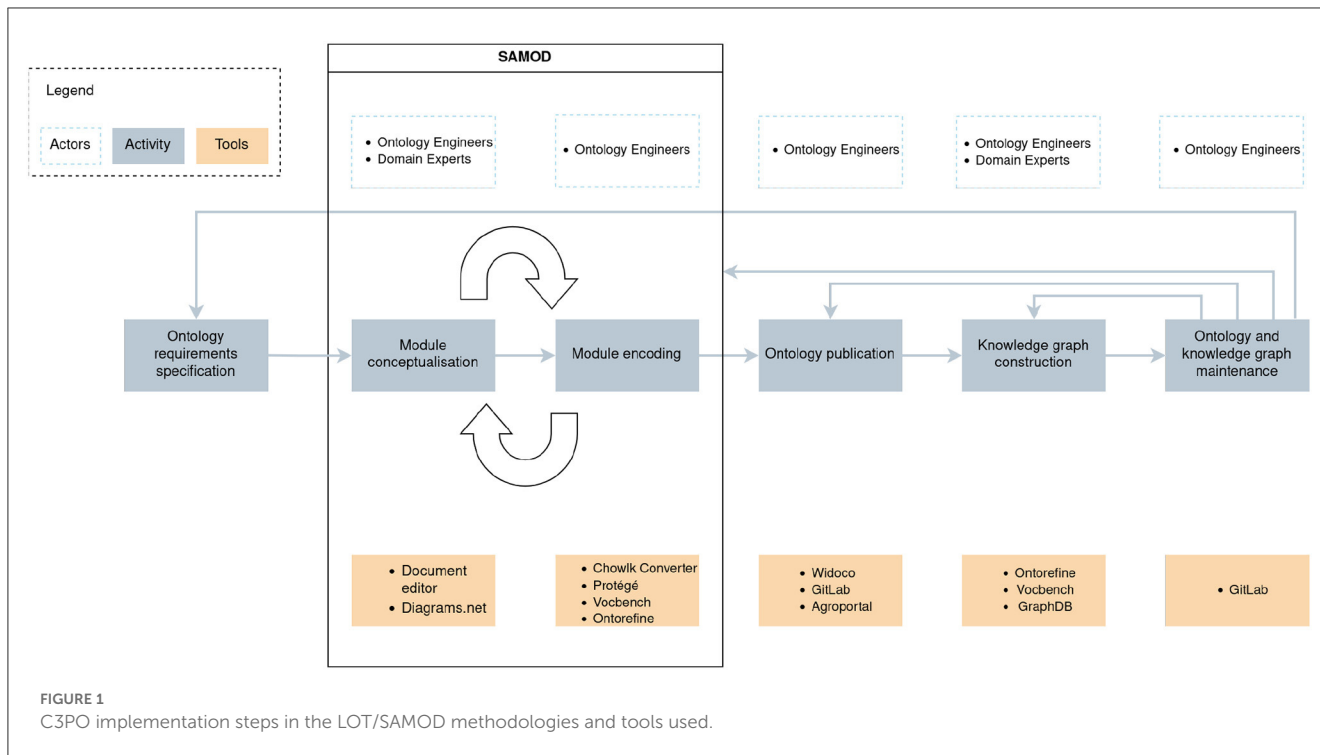 SAMOD
Legend
Actors
Activity
Tools
• Ontology Engineers
• Domain Experts
• Ontology Engineers
• Ontology Engineers
• Ontology Engineers
• Domain Experts
• Ontology Engineers
Ontology
requirements
specification
Module
conceptualisation
Module encoding
Ontology publication
Knowledge graph
construction
Ontology and
knowledge graph
maintenance
• Document
editor
• Diagrams.net
• Chowlk Converter
• Protégé
• Vocbench
• Ontorefine
• Widoco
• GitLab
• Agroportal
• Ontorefine
• Vocbench
• GraphDB
• GitLab
FIGURE 1
C3PO implementation steps in the LOT/SAMOD methodologies and tools used.